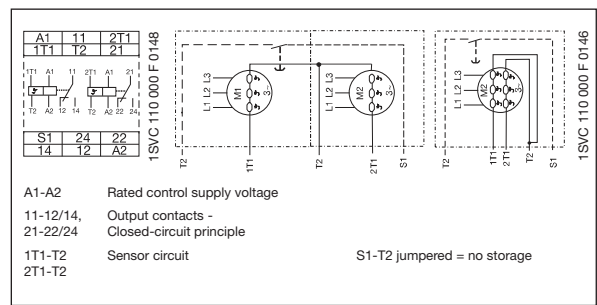 A1 11 2T1
1T1 T2 21
1T1 A1 11 2T1 A1 21
T2 A2 12 14 T2 A2 22 24
S1 24 22
14 12 A2
1SVC 110 000 F 0148
L3
L2
L1
M1
3~
L3
L2
L1
M2
3~
T2 1T1 2T1 S1
L3
L2
L1
M2
3~
T2 1T1 2T1 T2 S1
1SVC 110 000 F 0146
A1-A2 Rated control supply voltage
11-12/14, Output contacts -
21-22/24 Closed-circuit principle
1T1-T2 Sensor circuit S1-T2 jumpered = no storage
2T1-T2